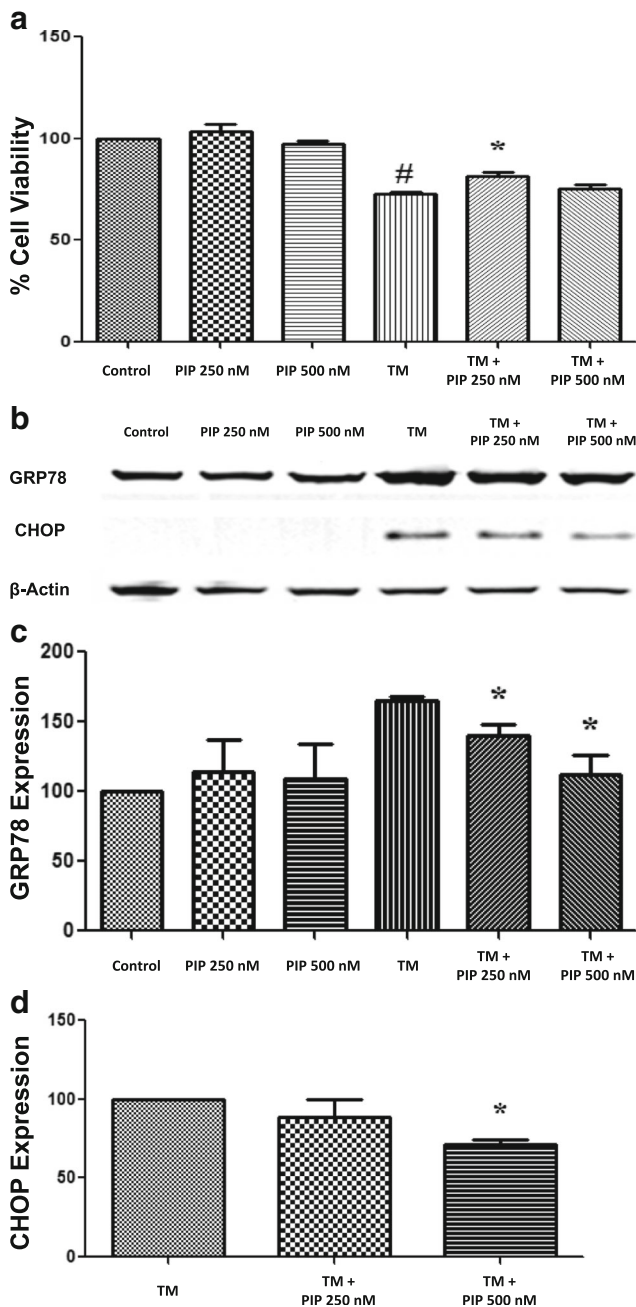 a
% Cell Viability
150
100
50
0
#
*
Control PIP 250 nM PIP 500 nM TM TM + PIP 250 nM TM + PIP 500 nM
b
Control PIP 250 nM PIP 500 nM TM TM + PIP 250 nM TM + PIP 500 nM
GRP78
CHOP
β-Actin
c
GRP78 Expression
200
150
100
50
0
*
*
Control PIP 250 nM PIP 500 nM TM TM + PIP 250 nM TM + PIP 500 nM
d
CHOP Expression
150
100
50
0
*
TM TM + PIP 250 nM TM + PIP 500 nM